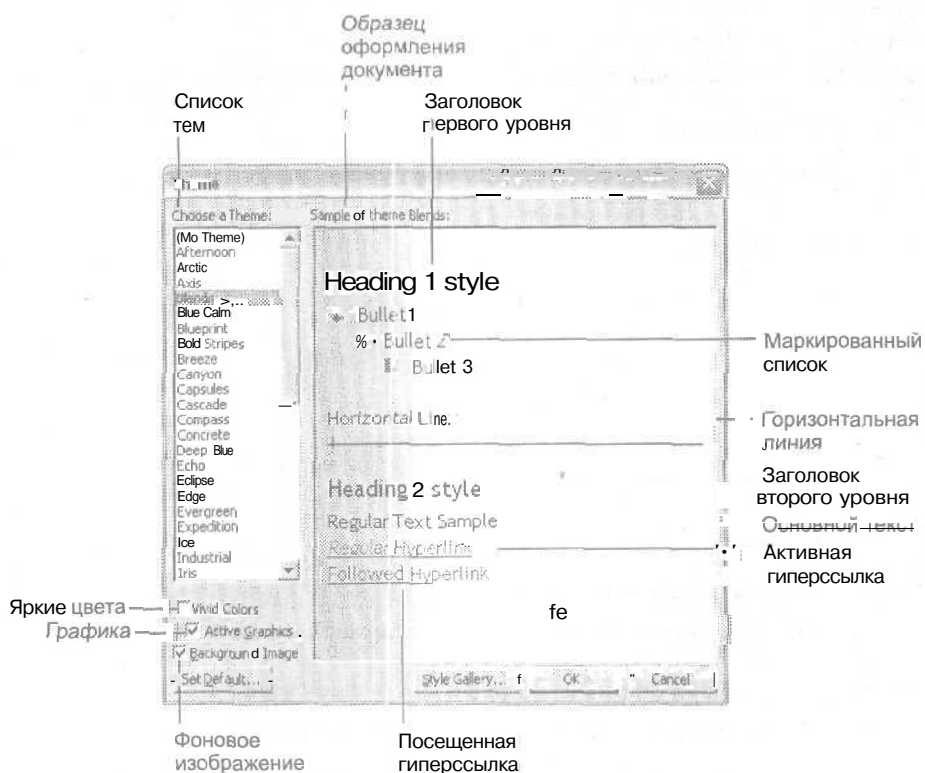 Образец
оформления
документа
Список
тем
Заголовок
первого уровня
Choose a Theme:
Sample of theme Blends:
(Mo Theme)
Afternoon
Arctic
Axis
Blue Calm
Blueprint
Bold Stripes
Breeze
Canyon
Capsules
Cascade
Compass
Concrete
Deep Blue
Echo
Eclipse
Edge
Evergreen
Expedition
Ice
Industrial
Iris
Heading 1 style
Bullet 1
% • Bullet 2
Bullet 3
Horizontal Line.
Heading 2 style
Regular Text Sample
Regular Hyperlink
Followed Hyperlink
fe
Маркированный
список
Горизонтальная
линия
Заголовок
второго уровня
Основной текст
Активная
гиперссылка
Яркие цвета
Vivid Colors
Графика
Active Graphics
Background Image
Set Default...
Style Gallery...
f
OK
Cancel
Фоновое
изображение
Посещенная
гиперссылка